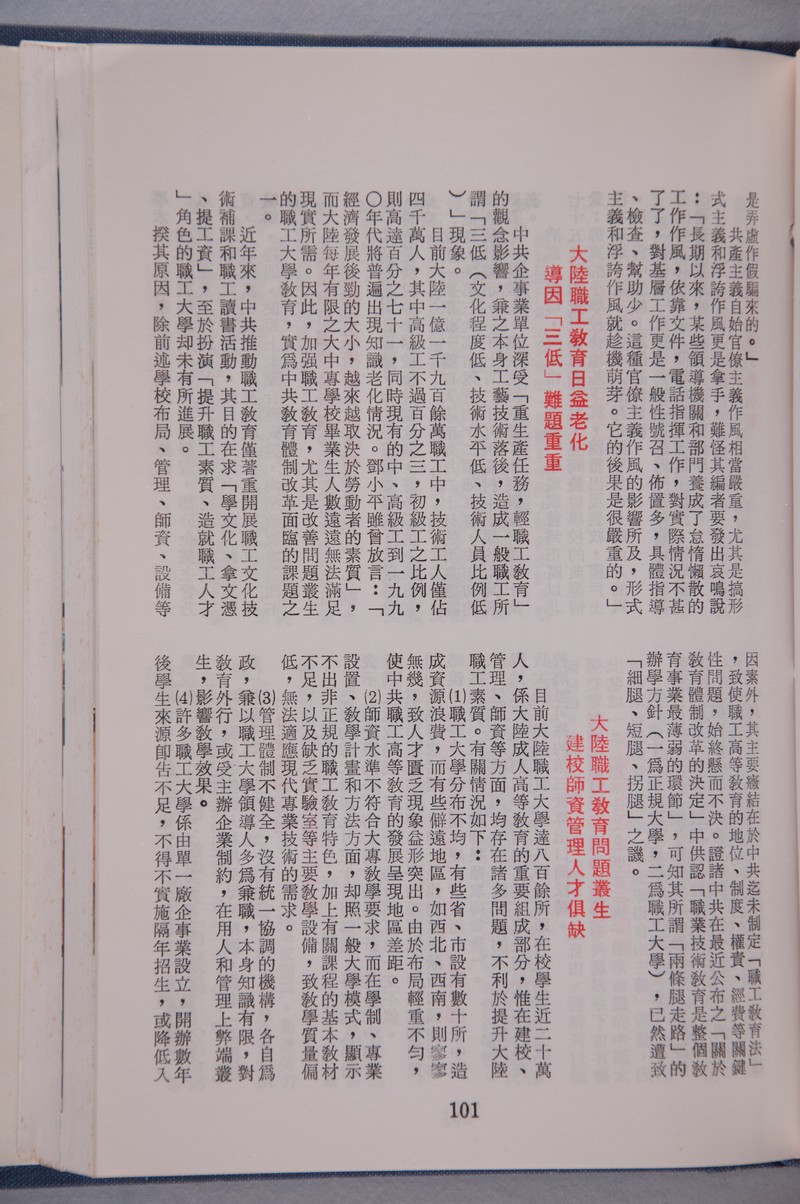 是弄虛作假騙來的。」
共產主義自始官僚主義作風相當嚴重，尤其是搞形
式主義和浮誇作風更是拿手，難怪其編者要發出哀鳴說
：「長期以來，某些領導機關和部門養成了怠惰懶散的
工作作風，依靠文件，電話指揮工作，對實際情況不甚
了了，對基層工作更是一般性號召、佈置多，具體指導
、檢查、幫助少。這種官僚主義作風的影響所及，形式
主義和浮誇作風就趁機萌芽。它的後果是很嚴重的。」
大陸職工教育日益老化
導因「三低」難題重重
中共企事業單位深受「重生產任務，輕職工教育」
的觀念影響，兼之本身工藝技術落後，造成一般職工所
謂「三低（文化程度低、技術水平低、技術人員比例低
）」現象。
目前大陸一億一千九百餘萬職工中，技術工人僅佔
四千萬人，其中高級工不過百分之三，初級工之比例，
則高達百分之七十一，同時現有的中、高級工到一九九
〇年代將普遍出現知識老化情況。鄧小平雖曾放言：「
經濟發展後勁的大小，越來越取決於勞動者的素質」，
而大陸每年有限之大中專學校畢業生人數遠遠無法滿足
現實所需。因此，加强職工教育，尤其是改善問題叢生
的職工大學教育，實爲中共教育體制改革面臨的課題之
一。
近年來，中共推動職工教育僅著重開展職工文化技
術補課和職工讀書活動，其目的在求「學文化、拿文憑
、提工資」，至於扮演「提升職工素質、造就職工人才
」角色的職工大學却未有所進展。
揆其原因，除前述學校布局、管理、師資、設備等
因素外，其主要癥結在於中共迄未制定「職工教育法」
，致使職工高等教育的地位、制度、權責、經費等關鍵
性問題，始終懸而不決。證諸中共在最近公布之「關於
教育體制改革的決定」中供認「職業技術教育是整個教
育事業最薄弱的環節」，可知其所謂「兩條腿走路」的
辦學方針（一爲正規大學，二爲職工大學），已然遭致
「細腿、短腿、拐腿」之譏。
大陸職工教育問題叢生
建校師資管理人才俱缺
目前大陸職工大學達八百餘所，在校學生近二十萬
人，係大陸成人高等教育的重要組成部分，惟在建校、
管理、師資等方面，均存在諸多問題，不利於提升大陸
職工素質。有關情況如下：
⑴職工大學分布不均，有些省、市設有數十所，造
成資源浪費，而有些僻遠地區，如西北、西南，則寥寥
無幾，致人才匱乏現象益形突出。由於布局輕重不勻，
使中共職工高等教育的發展呈現地區差距。
⑵師資水準不符合大專教學要求，而在學制、專業
設置、教學計畫和方法方面，却照一般大學模式，顯示
不出非正規的職工教育特色，加上有關課程的基本教材
不足，以及缺乏實驗室等主要教學設備，致教學質量偏
低，無法適應現代專業技術的需求。
⑶管理體制不健全，沒有統一協調的機構，各自爲
政，兼以職工大學領導人多爲兼職，本身知識有限，對
教育外行，或受主辦企業制約，在用人和管理上弊端叢
生，影響教學效果。
⑷許多職工大學係由單一廠企事業設立，開辦數年
後學生來源卽告不足，不得不實施隔年招生，或降低入
101